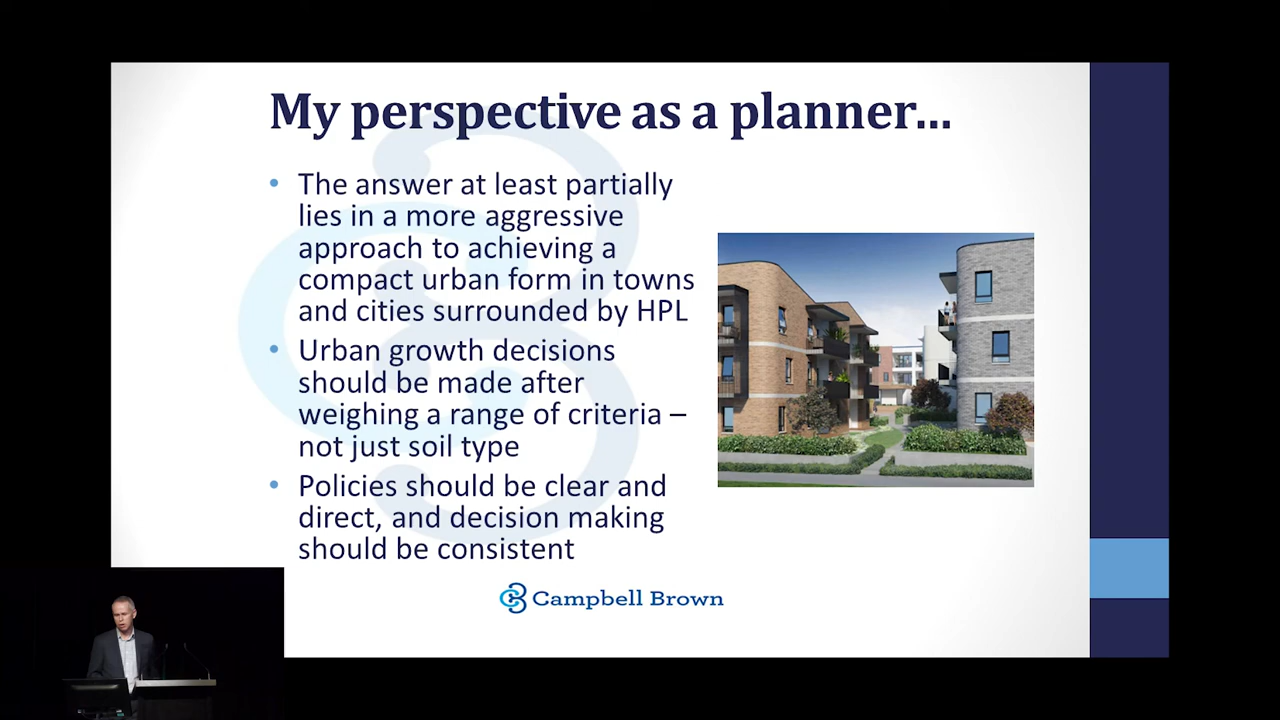 My perspective as a planner...
• The answer at least partially
lies in a more aggressive
approach to achieving a
compact urban form in towns
and cities surrounded by HPL
• Urban growth decisions
should be made after
weighing a range of criteria –
not just soil type
• Policies should be clear and
direct, and decision making
should be consistent
Campbell Brown